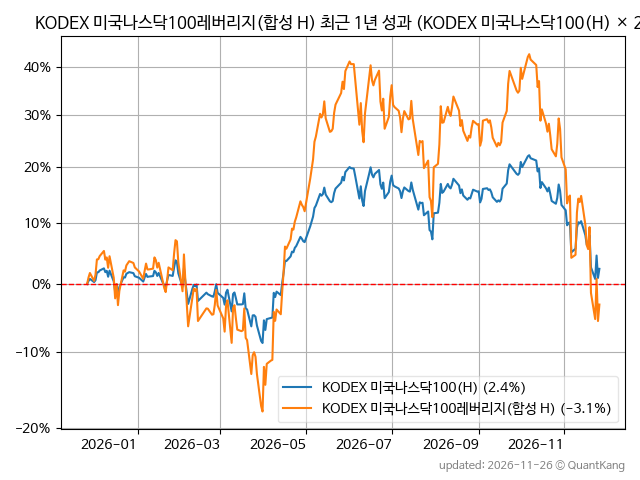 KODEX 미국나스닥100레버리지(합성 H) 최근 1년 성과 (KODEX 미국나스닥100(H) × 2
40%
30%
20%
10%
0%
−10%
−20%
KODEX 미국나스닥100(H) (2.4%)
KODEX 미국나스닥100레버리지(합성 H) (−3.1%)
2026-01 2026-03 2026-05 2026-07 2026-09 2026-11
updated: 2026-11-26 © QuantKang